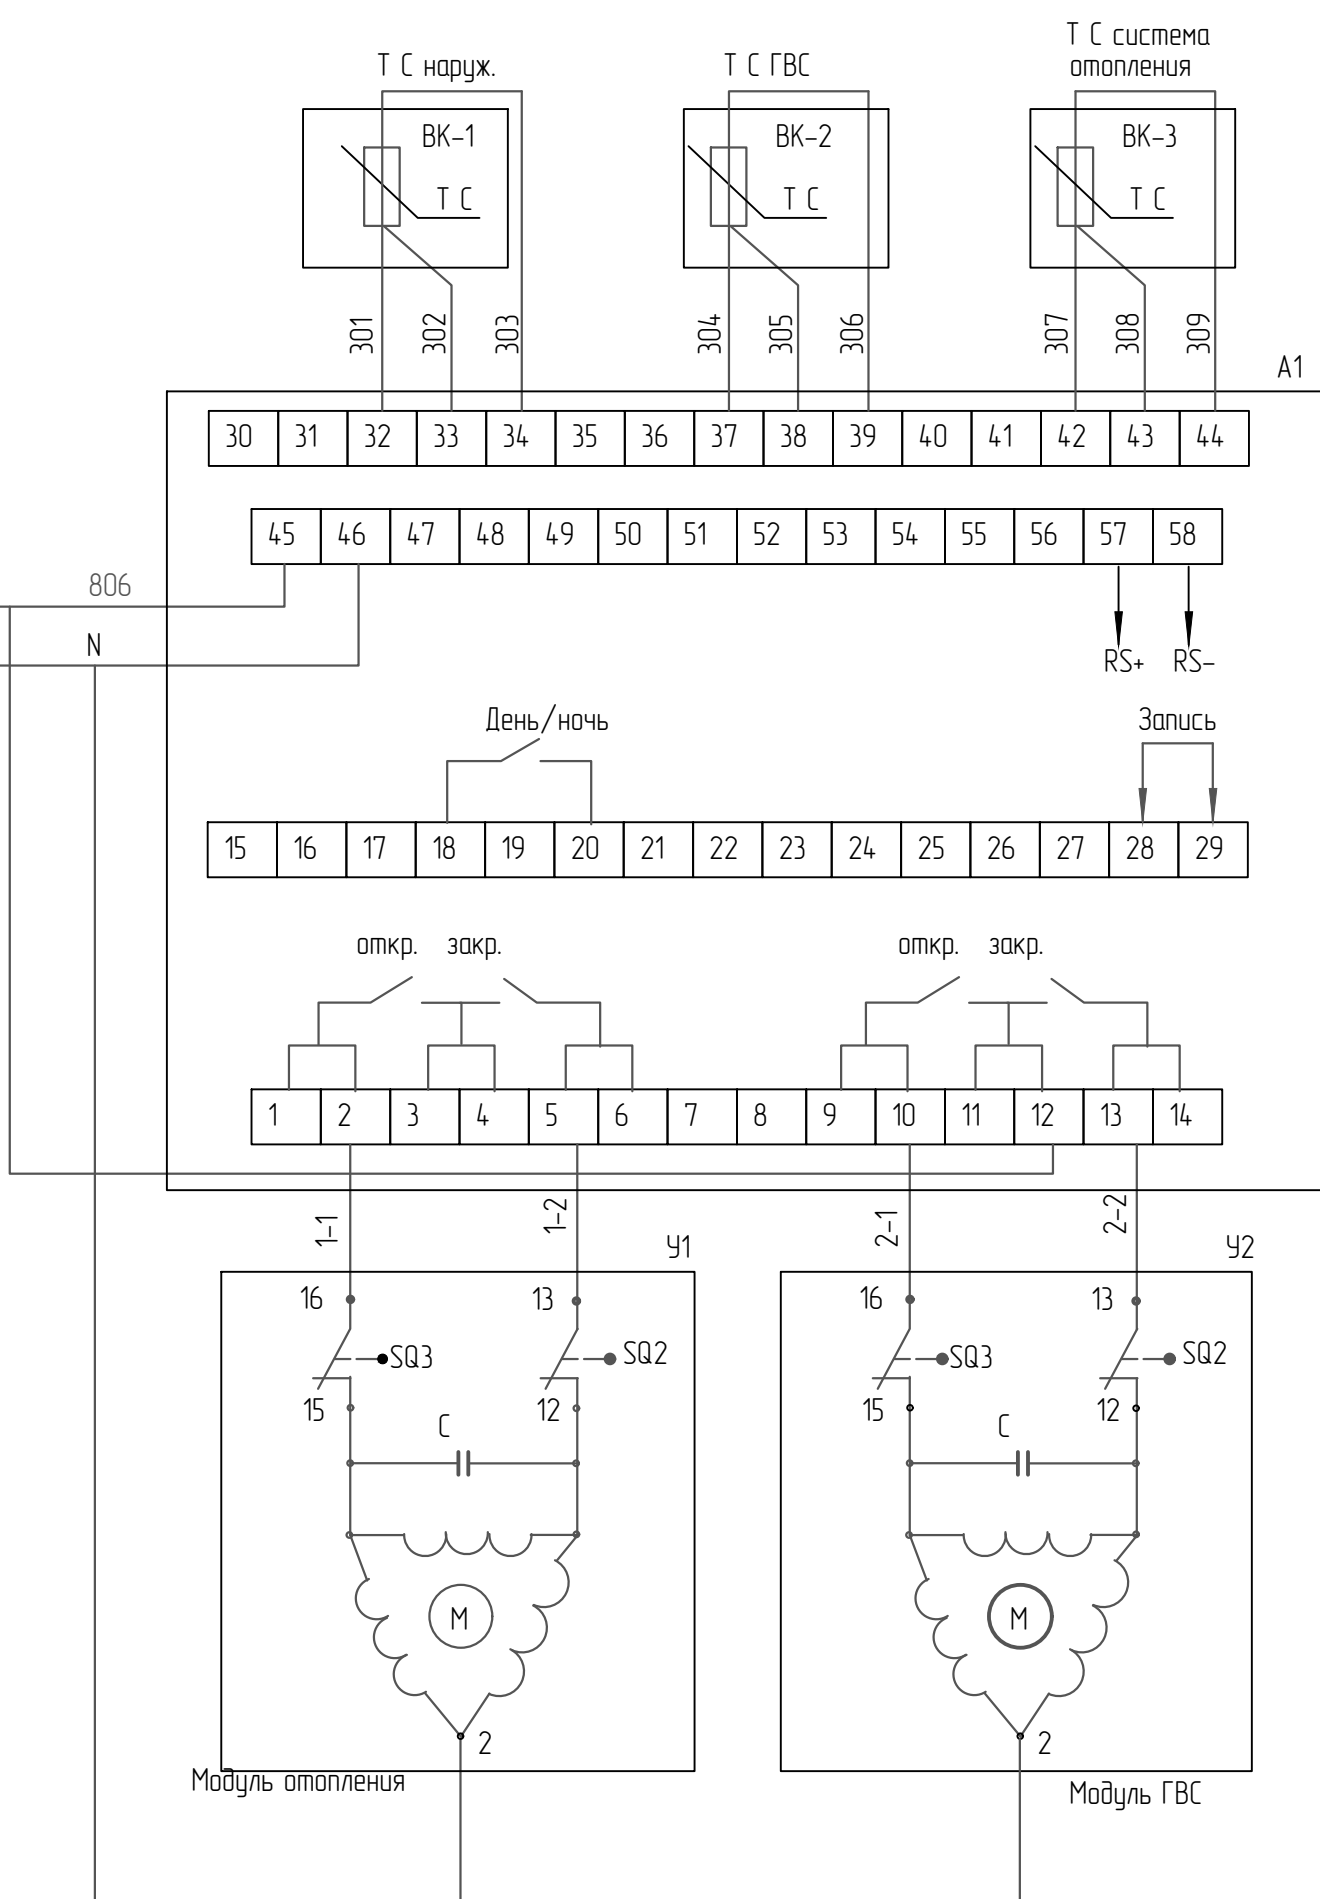 Т С наруж.
Т С ГВС
Т С система
отопления
ВК-1
ВК-2
ВК-3
Т С
Т С
Т С
301
302
303
304
305
306
307
308
309
А1
30 31 32 33 34 35 36 37 38 39 40 41 42 43 44
45 46 47 48 49 50 51 52 53 54 55 56 57 58
806
N
RS+
RS-
День/ночь
Запись
15 16 17 18 19 20 21 22 23 24 25 26 27 28 29
откр. закр.
откр. закр.
1 2 3 4 5 6 7 8 9 10 11 12 13 14
1-1
1-2
2-1
2-2
У1
У2
16
13
16
13
SQ3
SQ2
SQ3
SQ2
15
12
15
12
С
С
М
М
2
2
Модуль отопления
Модуль ГВС